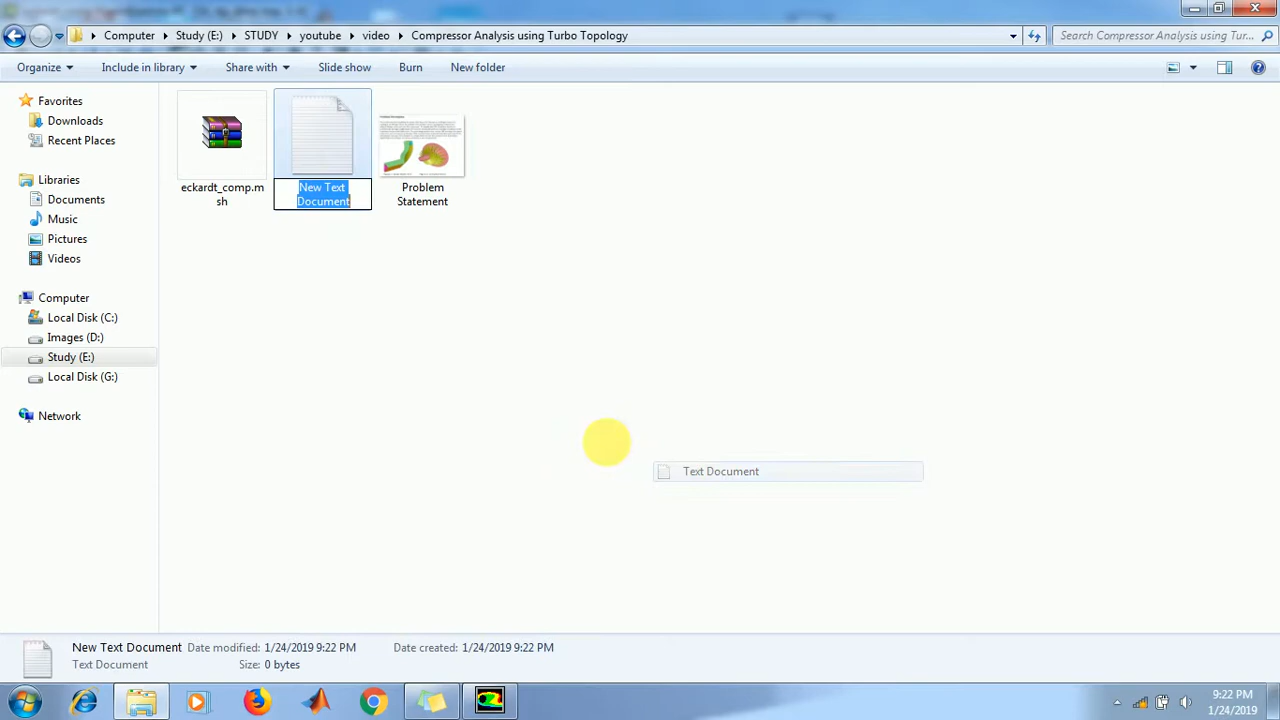 Computer
Study (E:)
STUDY
youtube
video
Compressor Analysis using Turbo Topology
Search Compressor Analysis using Tur...
Organize
Include in library
Share with
Slide show
Burn
New folder
Favorites
Downloads
Recent Places
Libraries
Documents
Music
Pictures
Videos
Computer
Local Disk (C:)
Images (D:)
Study (E:)
Local Disk (G:)
Network
eckardt_comp.m
sh
New Text
Document
Problem
Statement
Text Document
New Text Document Date modified: 1/24/2019 9:22 PM Date created: 1/24/2019 9:22 PM
Text Document Size: 0 bytes
9:22 PM
1/24/2019